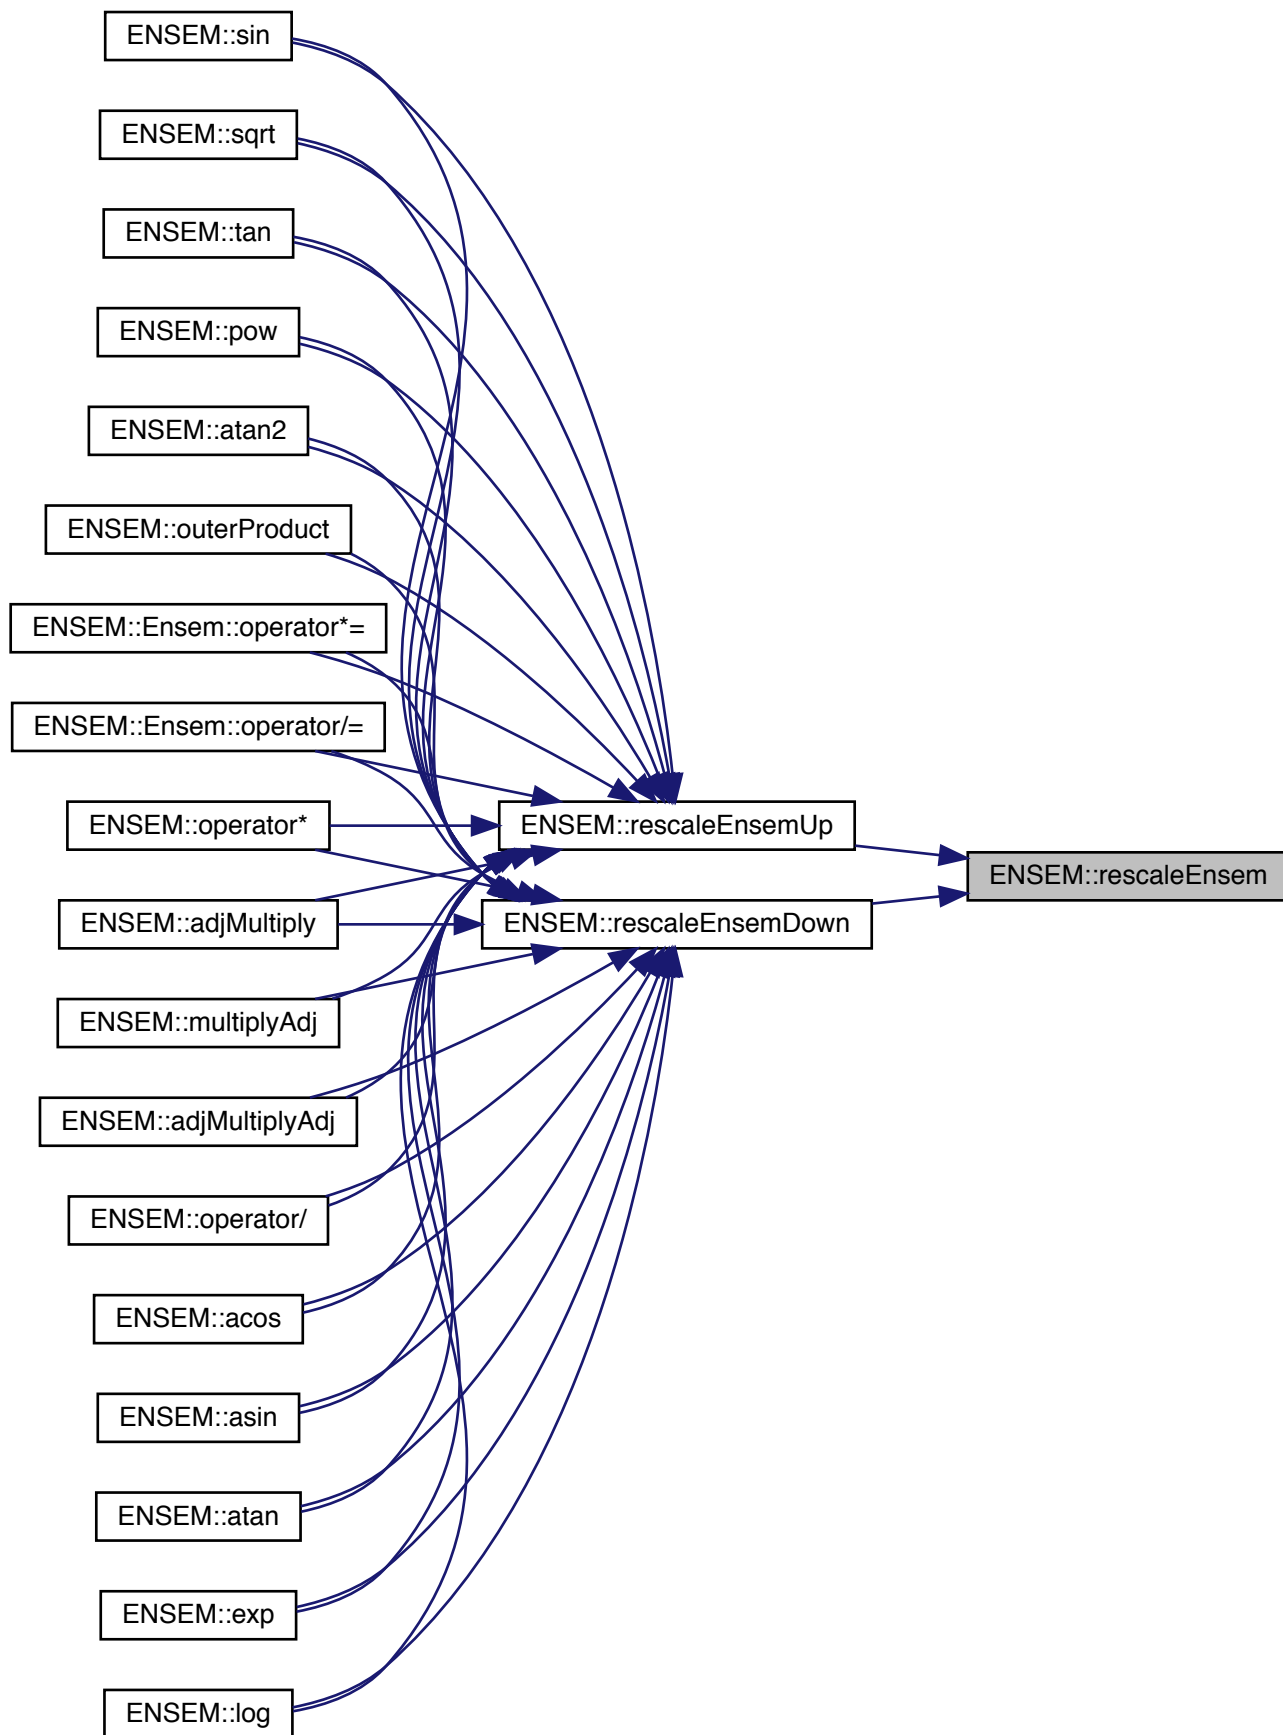 ENSEM::sin
ENSEM::sqrt
ENSEM::tan
ENSEM::pow
ENSEM::atan2
ENSEM::outerProduct
ENSEM::Ensem::operator*=
ENSEM::Ensem::operator/=
ENSEM::operator*
ENSEM::adjMultiply
ENSEM::multiplyAdj
ENSEM::adjMultiplyAdj
ENSEM::operator/
ENSEM::acos
ENSEM::asin
ENSEM::atan
ENSEM::exp
ENSEM::log
ENSEM::rescaleEnsemUp
ENSEM::rescaleEnsemDown
ENSEM::rescaleEnsem